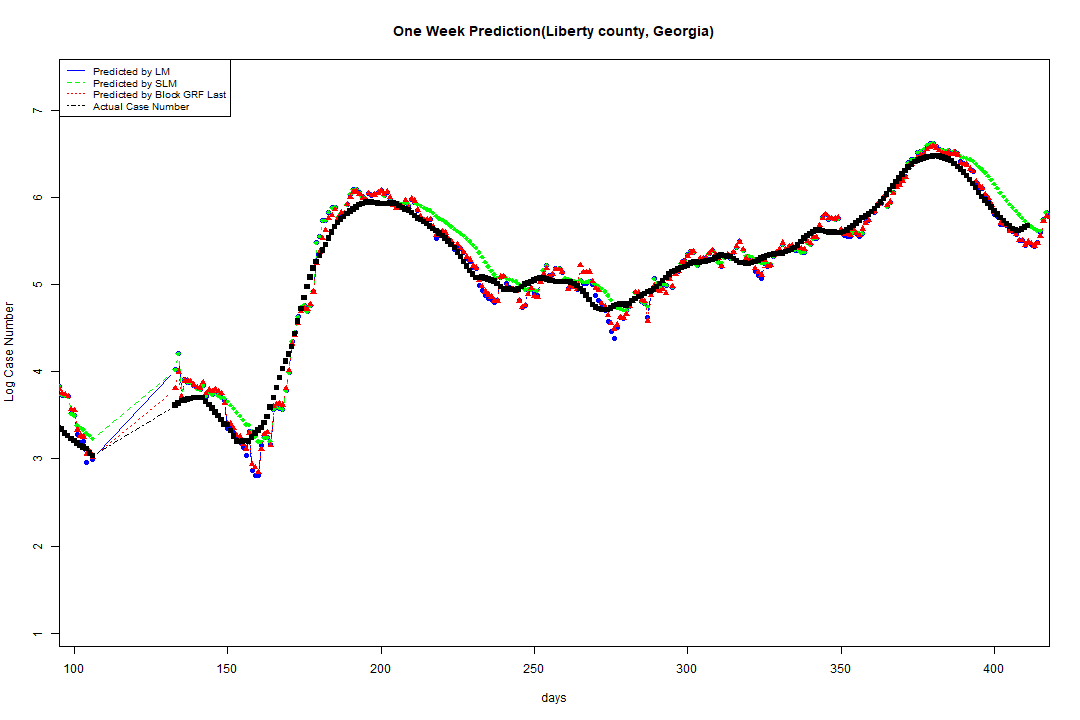 One Week Prediction(Liberty county, Georgia)
Predicted by LM
Predicted by SLM
Predicted by Block GRF Last
Actual Case Number
Log Case Number
7
6
5
4
3
2
1
100 150 200 250 300 350 400
days